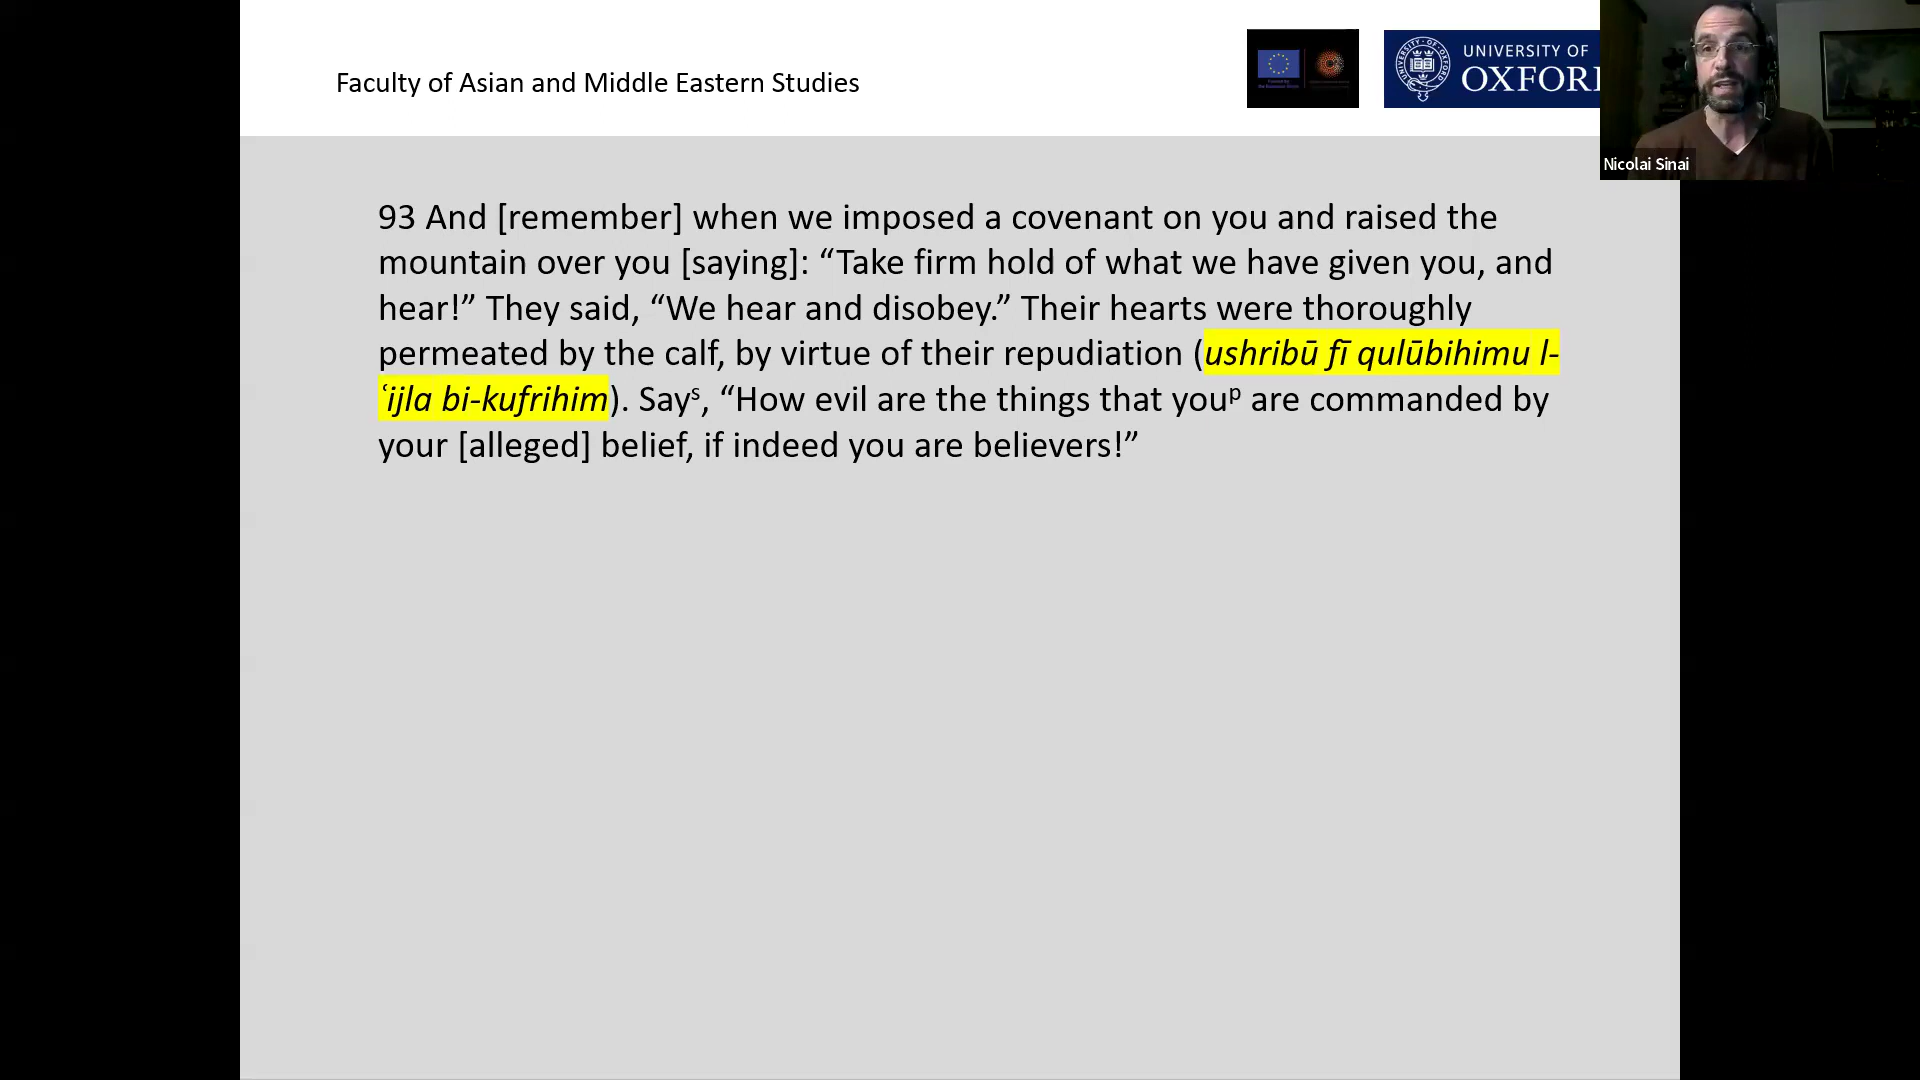 Faculty of Asian and Middle Eastern Studies
UNIVERSITY OF
OXFOR
Nicolai Sinai
93 And [remember] when we imposed a covenant on you and raised the
mountain over you [saying]: “Take firm hold of what we have given you, and
hear!” They said, “We hear and disobey.” Their hearts were thoroughly
permeated by the calf, by virtue of their repudiation (ushribū fī qulūbihimu l-
ʿijla bi-kufrihim). Sayˢ, “How evil are the things that youᵖ are commanded by
your [alleged] belief, if indeed you are believers!”